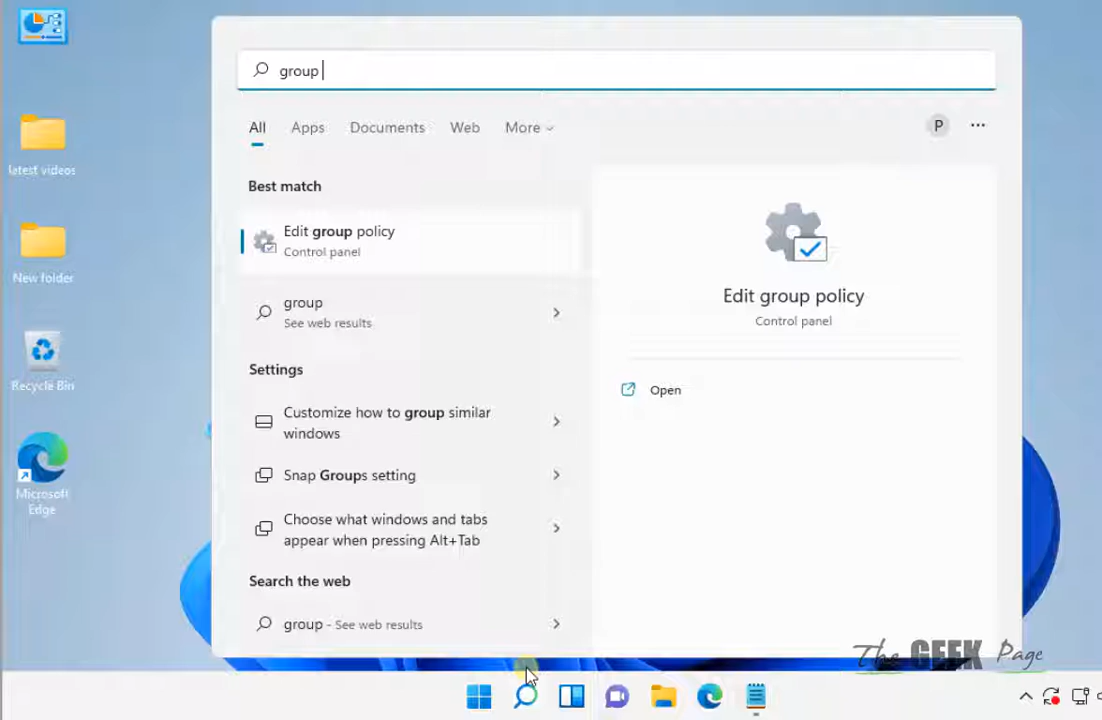 group
All Apps Documents Web More
P
Best match
Edit group policy
Control panel
group
See web results
Settings
Customize how to group similar
windows
Snap Groups setting
Choose what windows and tabs
appear when pressing Alt+Tab
Search the web
group - See web results
Edit group policy
Control panel
Open
latest videos
New folder
Recycle Bin
Microsoft
Edge
The GEEK Page